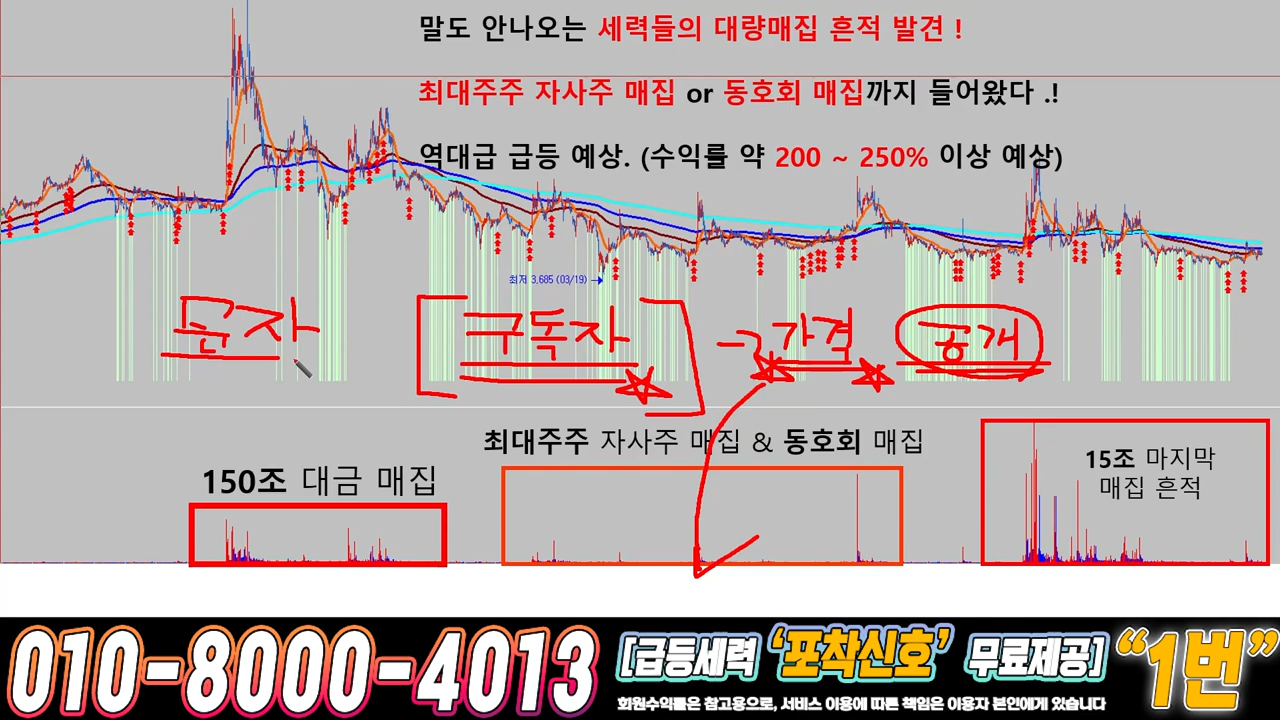 말도 안나오는 세력들의 대량매집 흔적 발견 !
최대주주 자사주 매집 or 동호회 매집까지 들어왔다 .!
역대급 급등 예상. (수익률 약 200 ~ 250% 이상 예상)
최저 3,685 (03/19)
문자
구독자
가격
공개
최대주주 자사주 매집 & 동호회 매집
150조 대금 매집
15조 마지막
매집 흔적
010-8000-4013
[급등세력 '포착신호' 무료제공] "1번"
회원수익률은 참고용으로, 서비스 이용에 따른 책임은 이용자 본인에게 있습니다